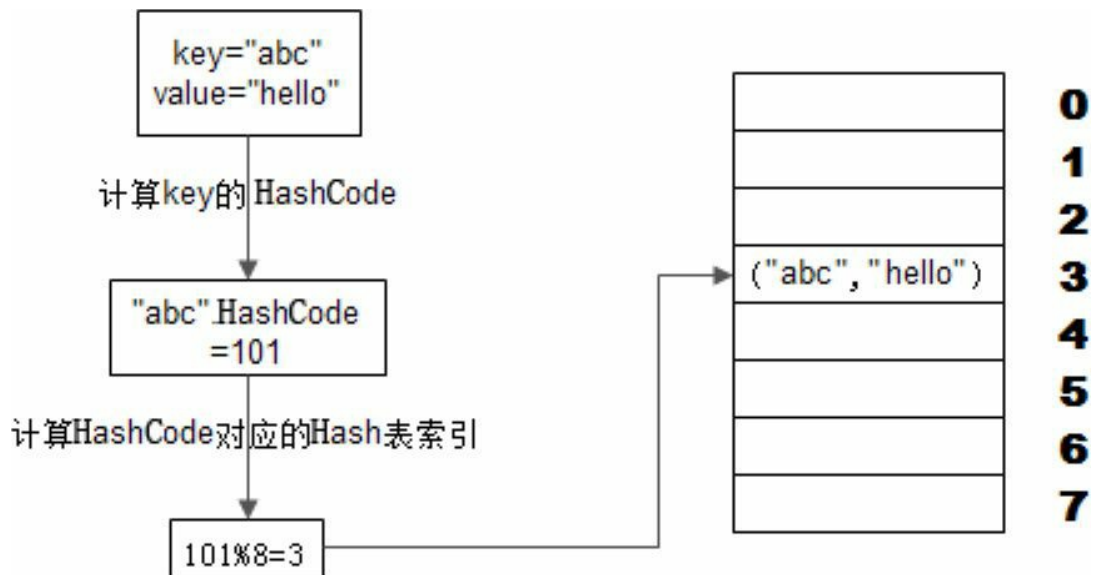 key="abc"
value="hello"
计算key的 HashCode
"abc".HashCode
=101
计算HashCode对应的Hash表索引
101%8=3
0
1
2
("abc","hello") 3
4
5
6
7